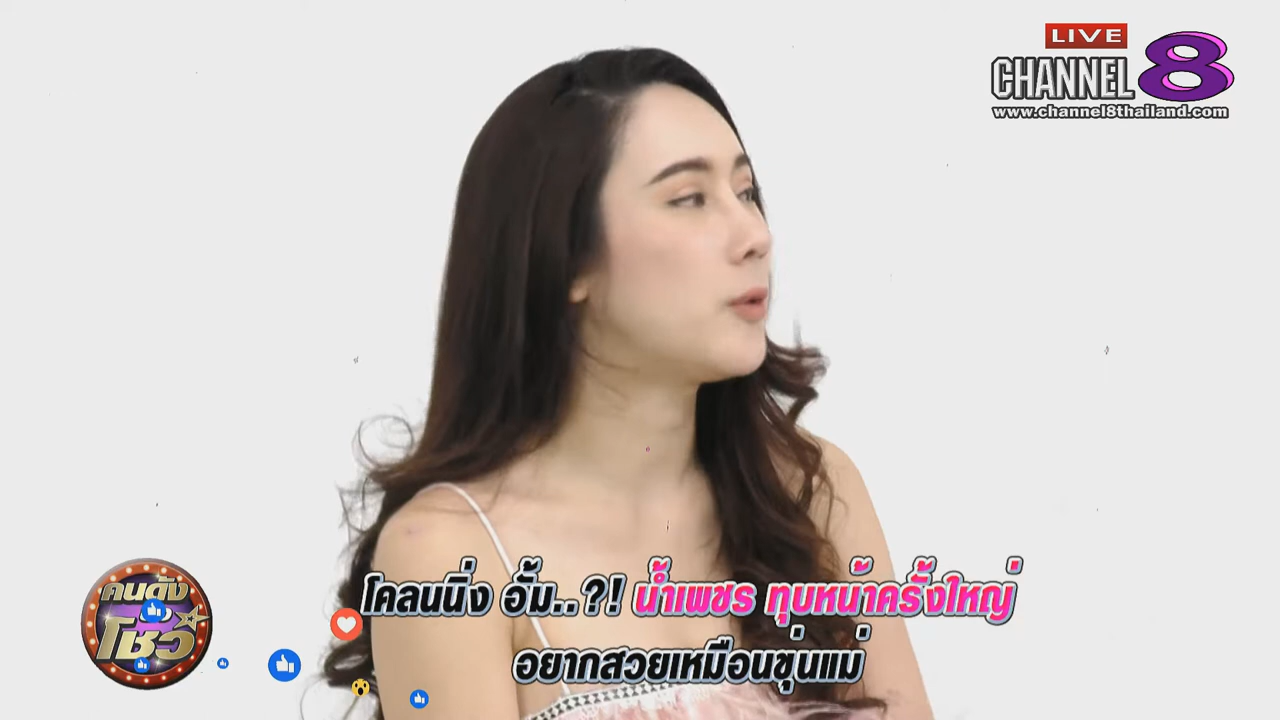 LIVE
CHANNEL 8
www.channel8thailand.com
คนดัง
โชว์
โคลนนิ่ง อั้ม..?! น้ำเพชร ทุบหน้าครั้งใหญ่
อยากสวยเหมือนขุ่นแม่